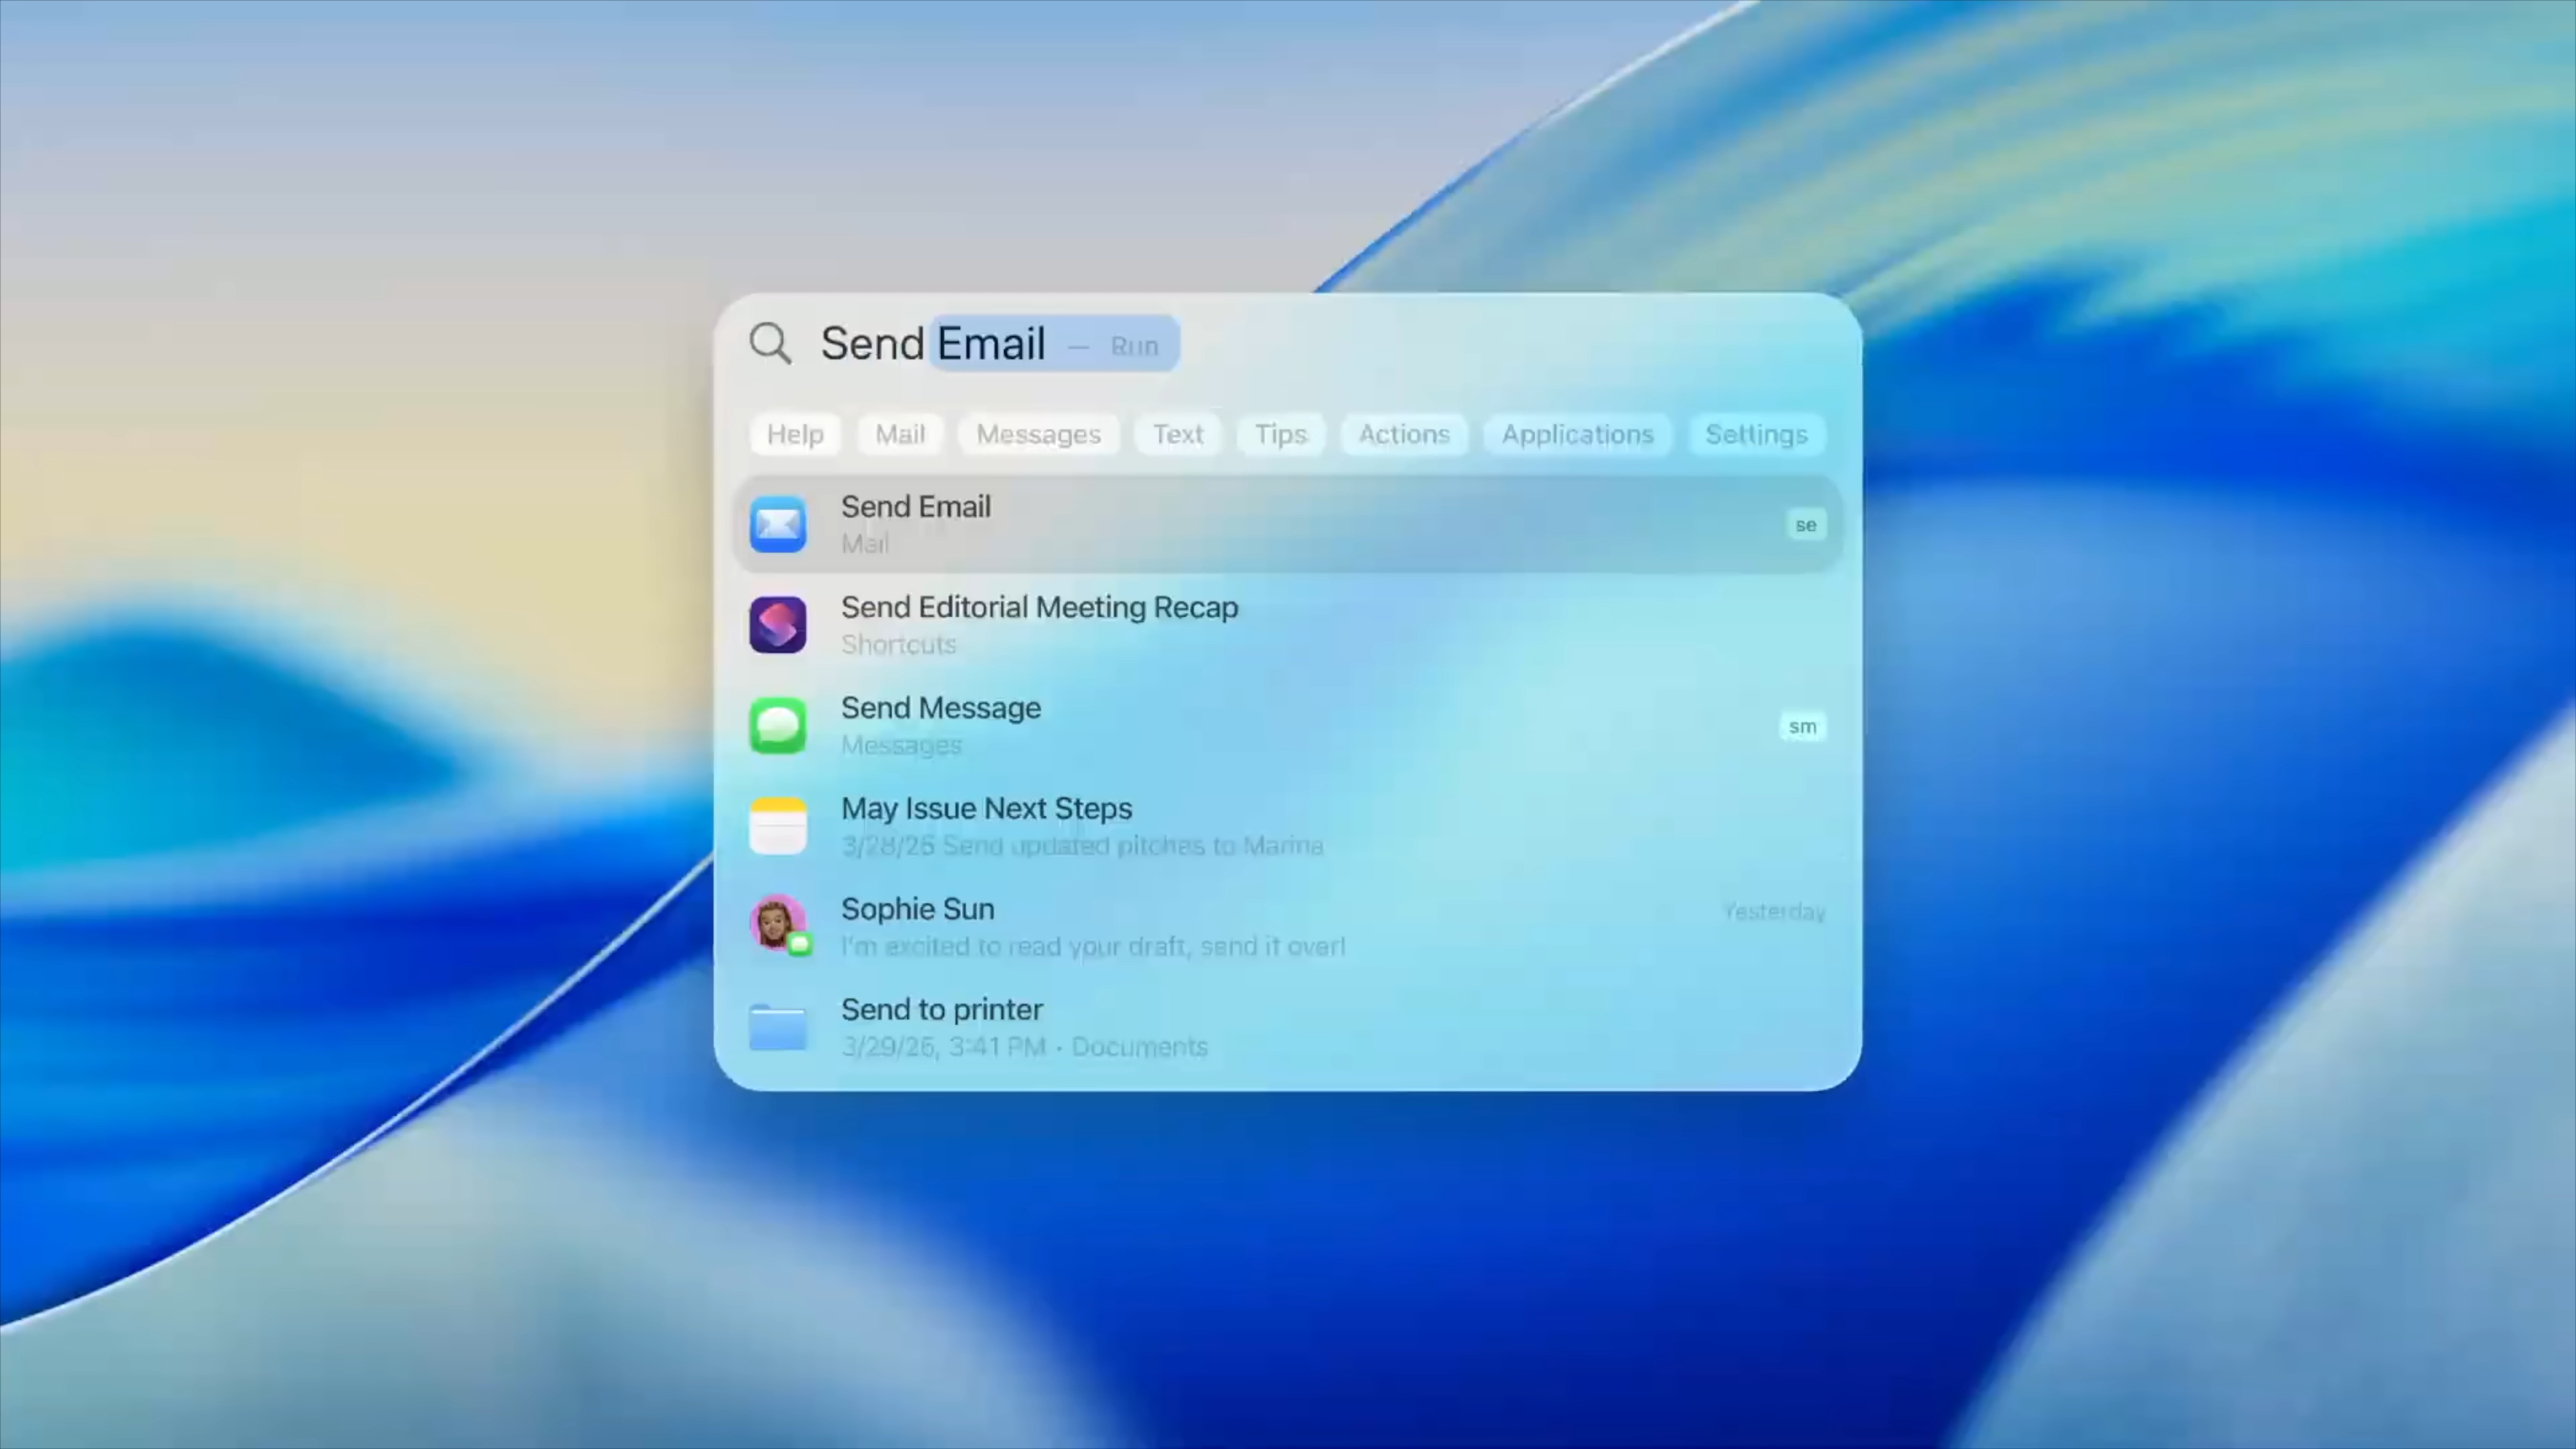 Send Email — Run
Help Mail Messages Text Tips Actions Applications Settings
Send Email
Mail
se
Send Editorial Meeting Recap
Shortcuts
Send Message
Messages
sm
May Issue Next Steps
3/28/25 Send updated pitches to Marina
Sophie Sun
Yesterday
I'm excited to read your draft, send it over!
Send to printer
3/29/25, 3:41 PM · Documents